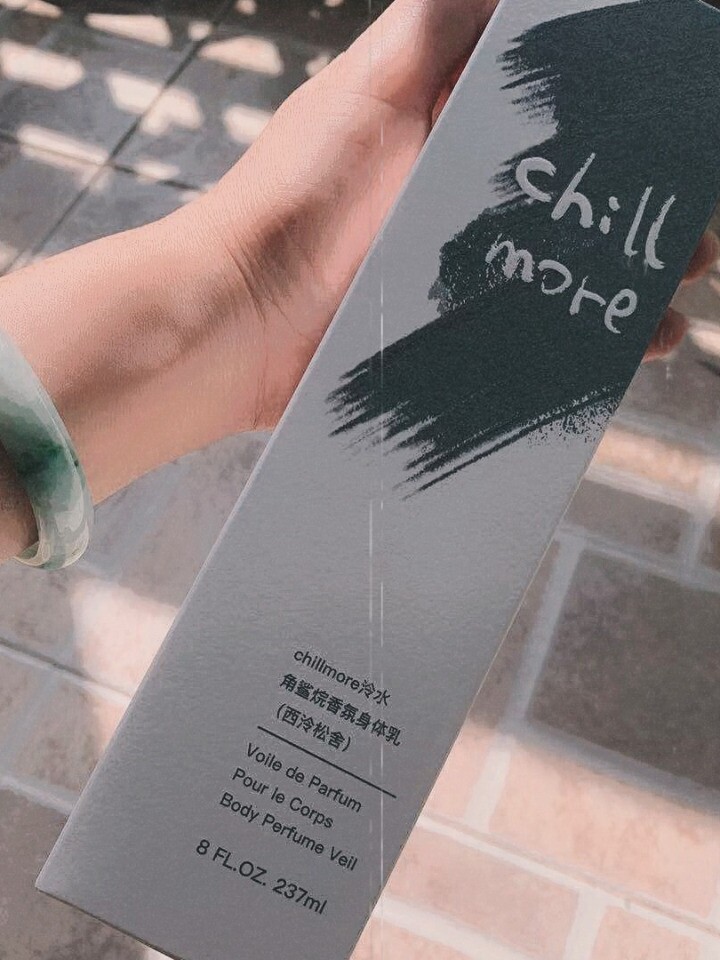 chill
more
chillmore泠水
角鲨烷香氛身体乳
(西泠松舍)
Voile de Parfum
Pour le Corps
Body Perfume Veil
8 FL.OZ. 237ml